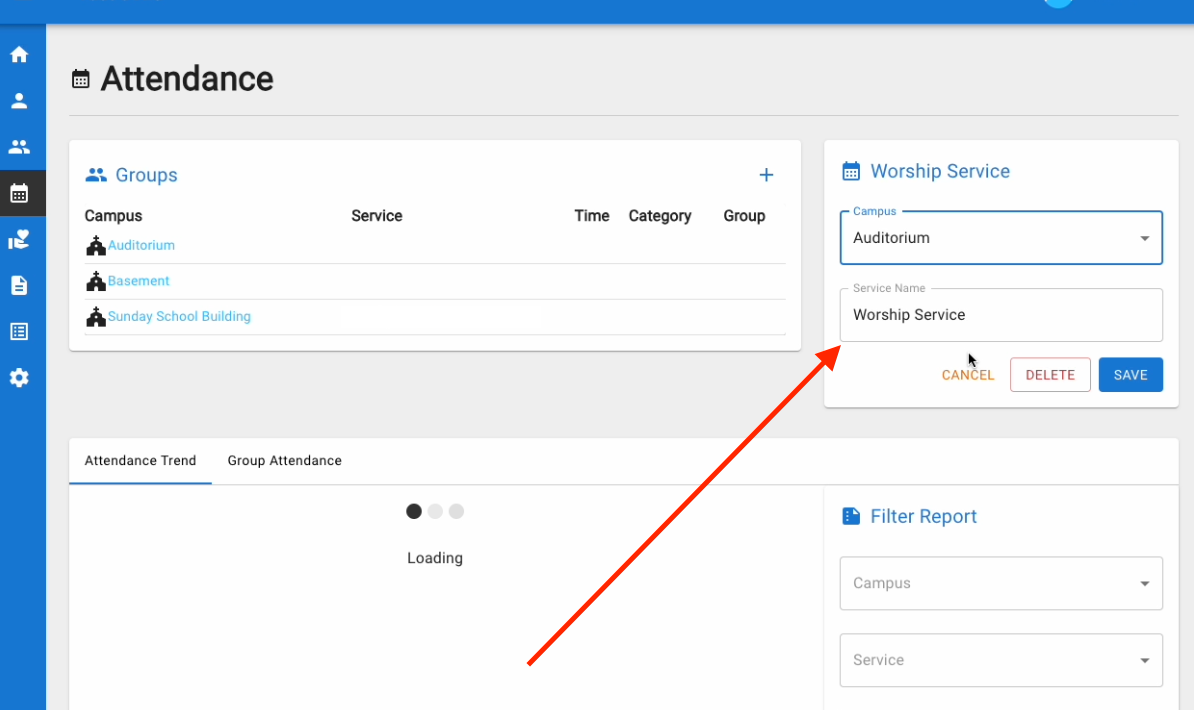 Attendance
Groups
Campus Service Time Category Group
Auditorium
Basement
Sunday School Building
Worship Service
Campus
Auditorium
Service Name
Worship Service
CANCEL DELETE SAVE
Attendance Trend Group Attendance
Loading
Filter Report
Campus
Service